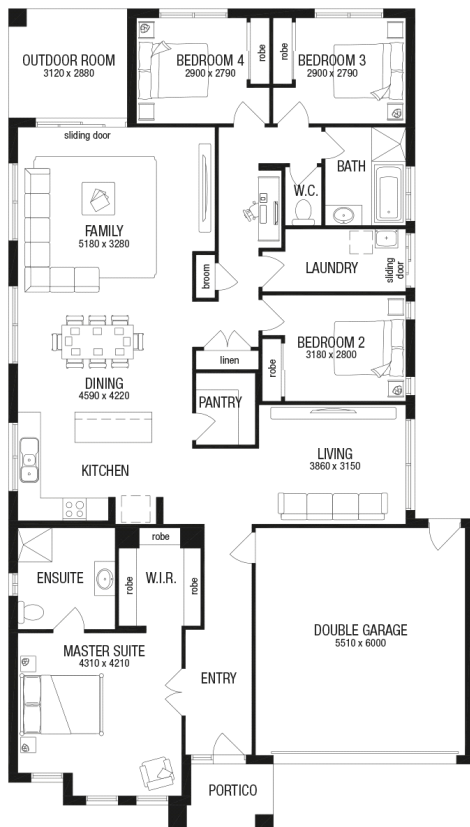 OUTDOOR ROOM
3120 x 2880
BEDROOM 4
2900 x 2790
robe
robe
BEDROOM 3
2900 x 2790
sliding door
FAMILY
5180 x 3280
W.C.
BATH
broom
LAUNDRY
sliding
door
linen
BEDROOM 2
3180 x 2800
robe
DINING
4590 x 4220
PANTRY
KITCHEN
LIVING
3860 x 3150
robe
ENSUITE
robe
W.I.R.
robe
MASTER SUITE
4310 x 4210
ENTRY
DOUBLE GARAGE
5510 x 6000
PORTICO